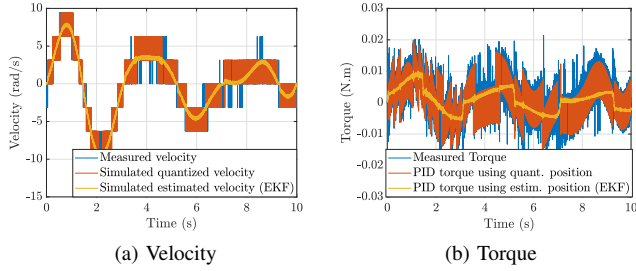 10
5
0
-5
-10
-15
Velocity (rad/s)
Measured velocity
Simulated quantized velocity
Simulated estimated velocity (EKF)
0 2 4 6 8 10
Time (s)
(a) Velocity
0.03
0.02
0.01
0
-0.01
-0.02
-0.03
Torque (N.m)
Measured Torque
PID torque using quant. position
PID torque using estim. position (EKF)
0 2 4 6 8 10
Time (s)
(b) Torque